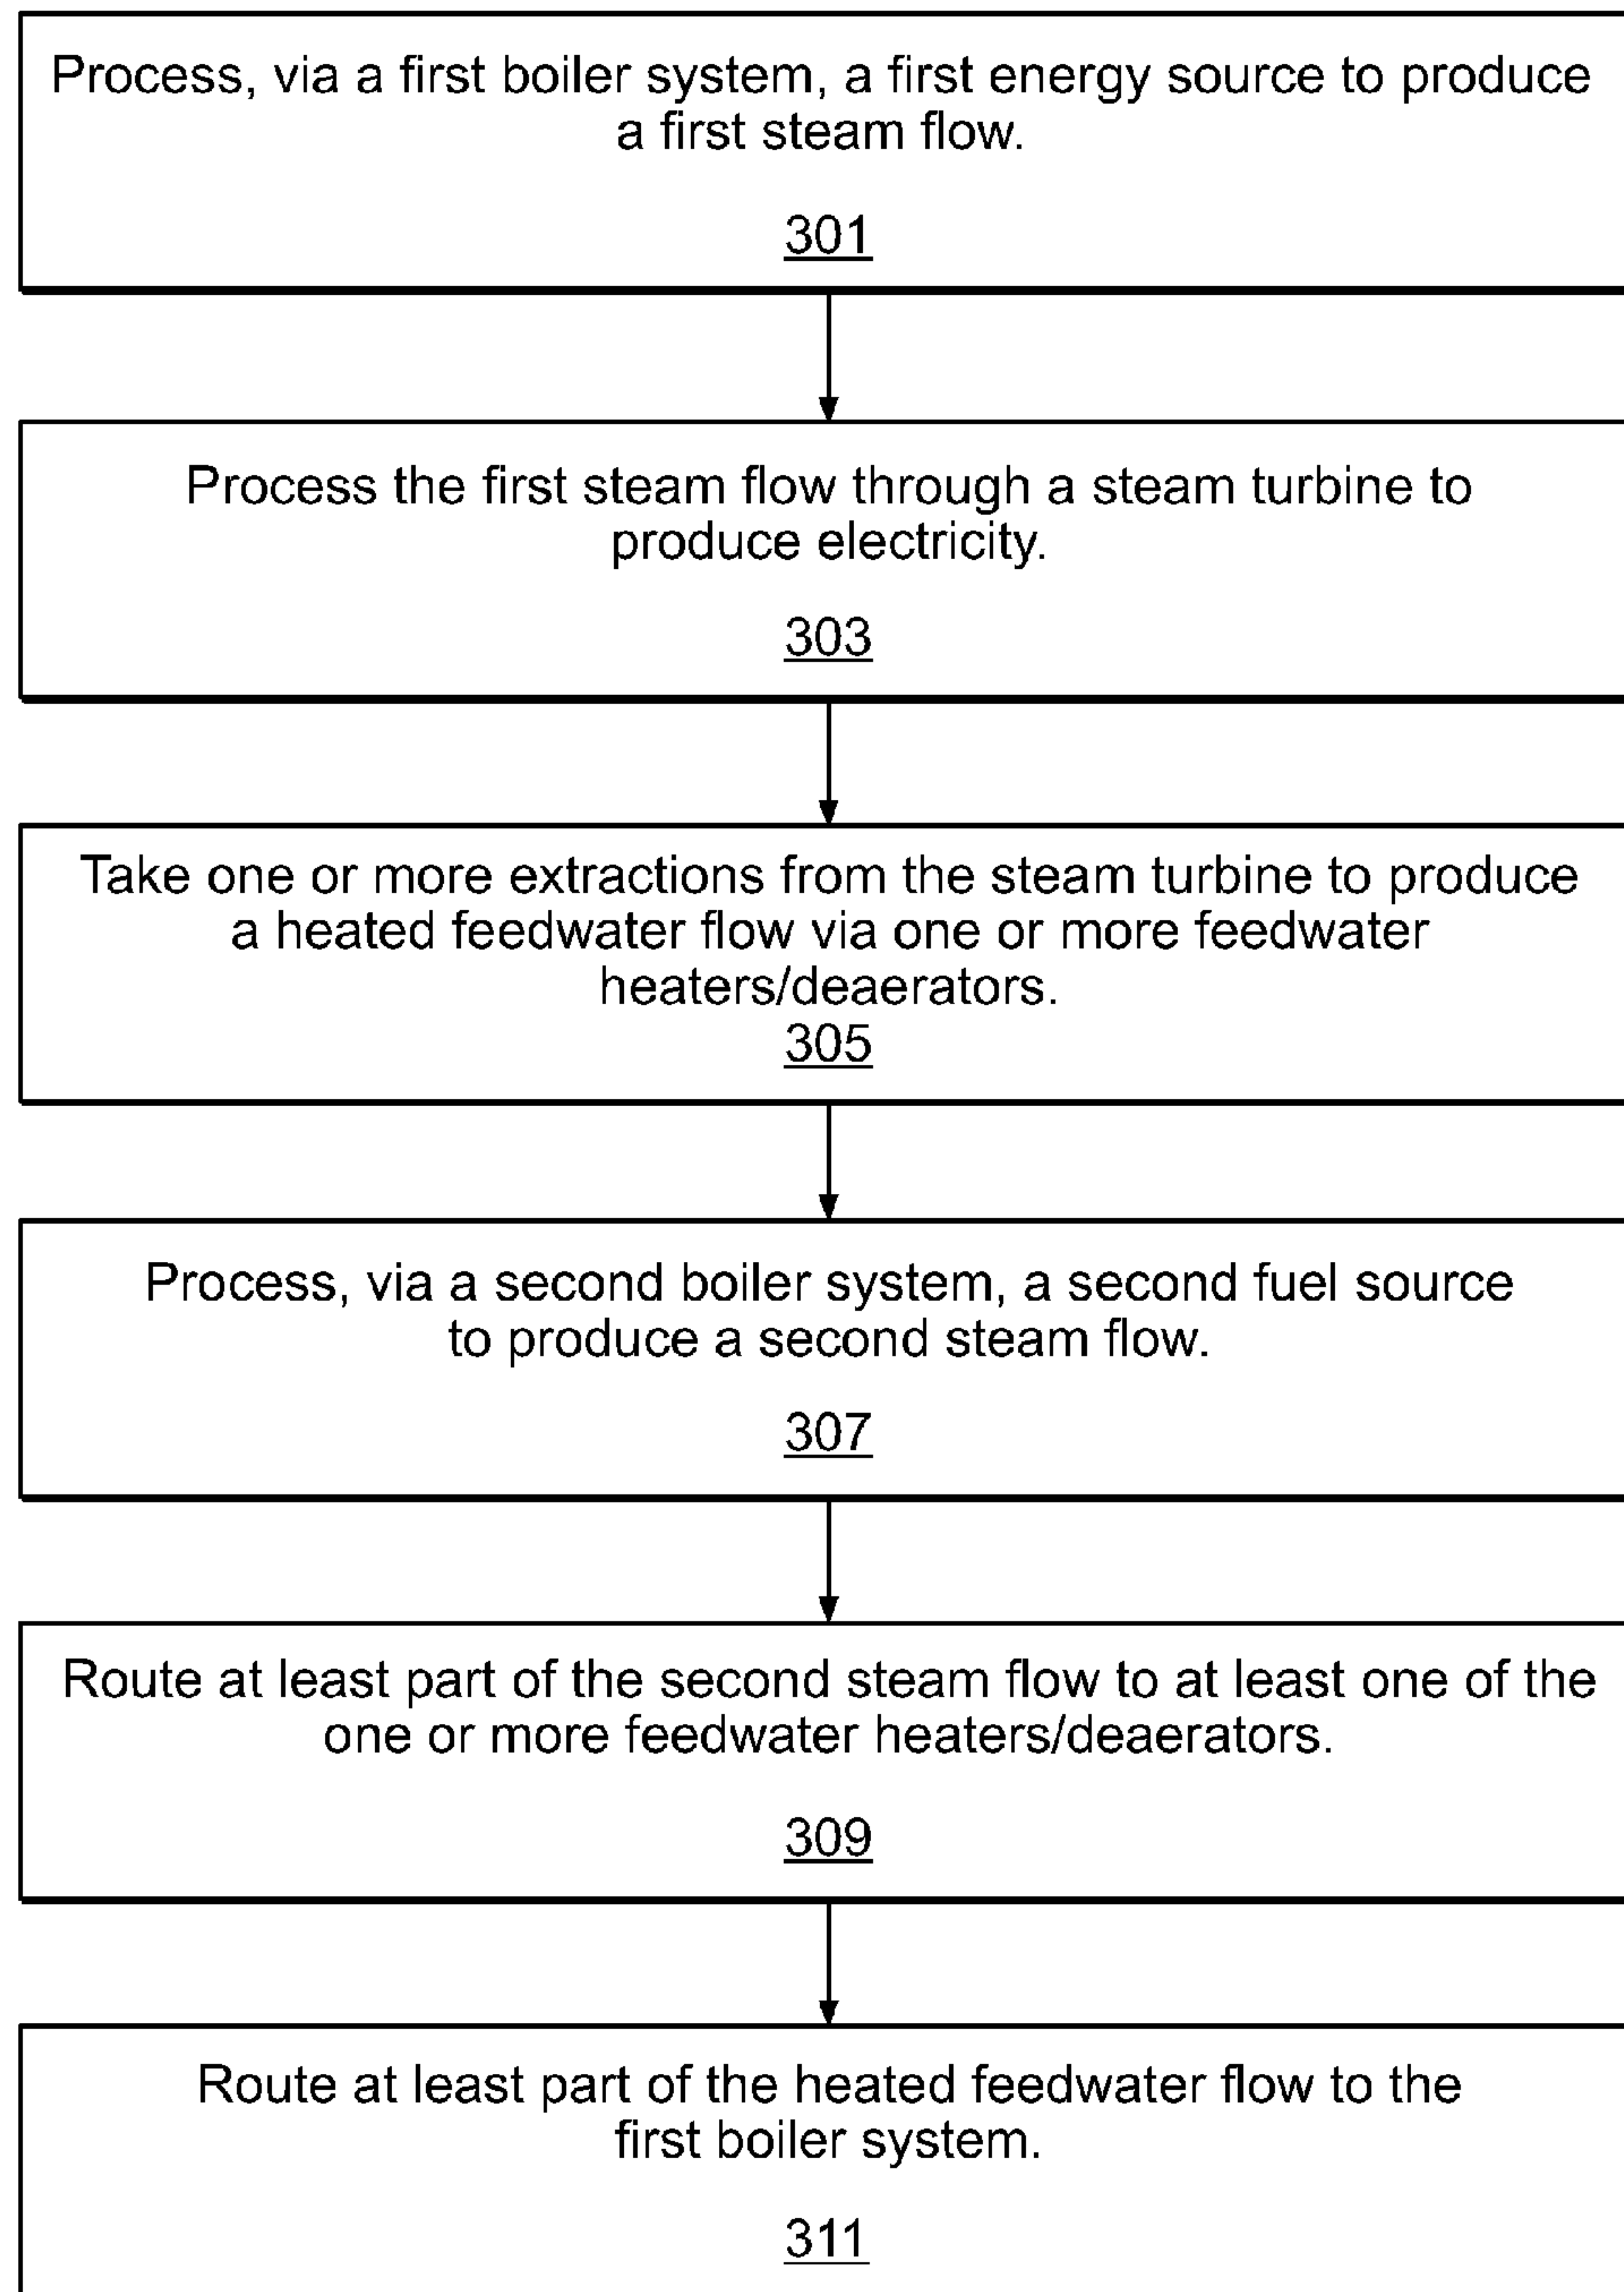 Process, via a first boiler system, a first energy source to produce
a first steam flow.
301
Process the first steam flow through a steam turbine to
produce electricity.
303
Take one or more extractions from the steam turbine to produce
a heated feedwater flow via one or more feedwater
heaters/deaerators.
305
Process, via a second boiler system, a second fuel source
to produce a second steam flow.
307
Route at least part of the second steam flow to at least one of the
one or more feedwater heaters/deaerators.
309
Route at least part of the heated feedwater flow to the
first boiler system.
311